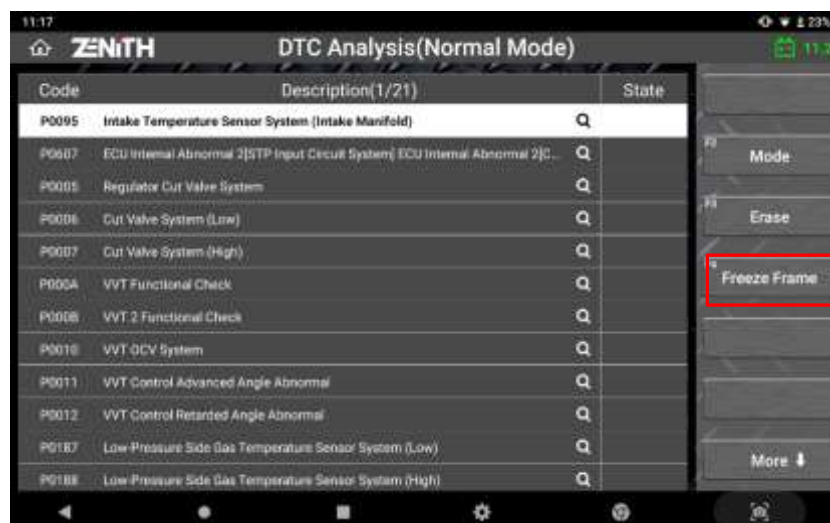 11:17
23%
ZENITH DTC Analysis(Normal Mode)
Code Description(1/21) State
P0095 Intake Temperature Sensor System (Intake Manifold)
P0607 ECU Internal Abnormal 2[STP Input Circuit System] ECU Internal Abnormal 2[C...
P0005 Regulator Cut Valve System
P0006 Cut Valve System (Low)
P0007 Cut Valve System (High)
P000A VVT Functional Check
P000B VVT 2 Functional Check
P0010 VVT OCV System
P0011 VVT Control Advanced Angle Abnormal
P0012 VVT Control Retarded Angle Abnormal
P0187 Low-Pressure Side Gas Temperature Sensor System (Low)
P0188 Low-Pressure Side Gas Temperature Sensor System (High)
Mode
Erase
Freeze Frame
More